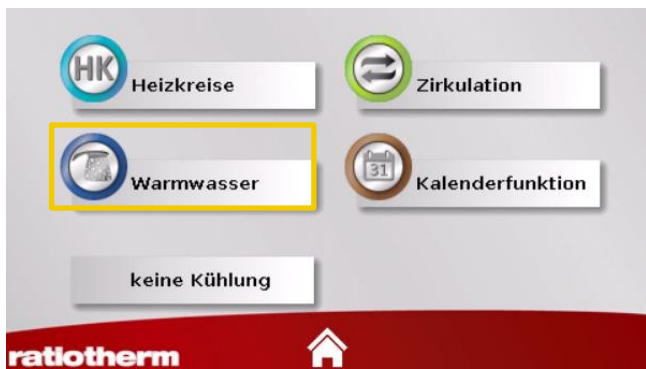 HK Heizkreise
Zirkulation
Warmwasser
31 Kalenderfunktion
keine Kühlung
ratiotherm